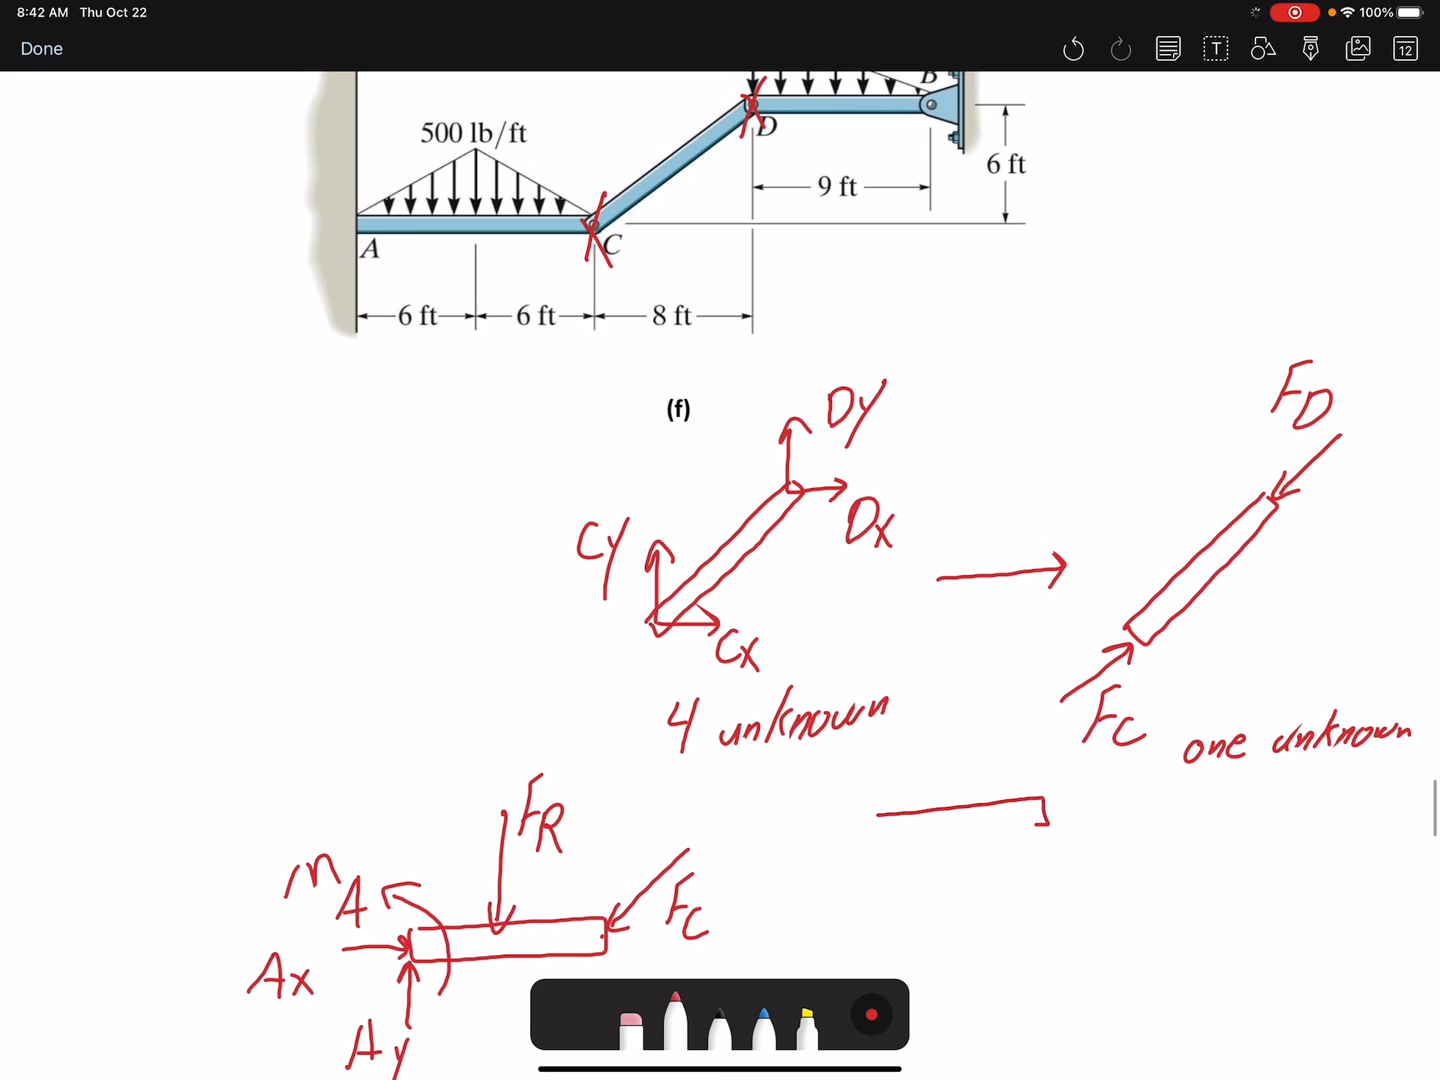 8:42 AM Thu Oct 22
100%
Done
T
12
B
500 lb/ft
D
6 ft
9 ft
A
C
6 ft
6 ft
8 ft
(f)
Dy
FD
Cy
Dx
Cx
4 unknown
FC
one unknown
FR
MA
FC
Ax
Ay